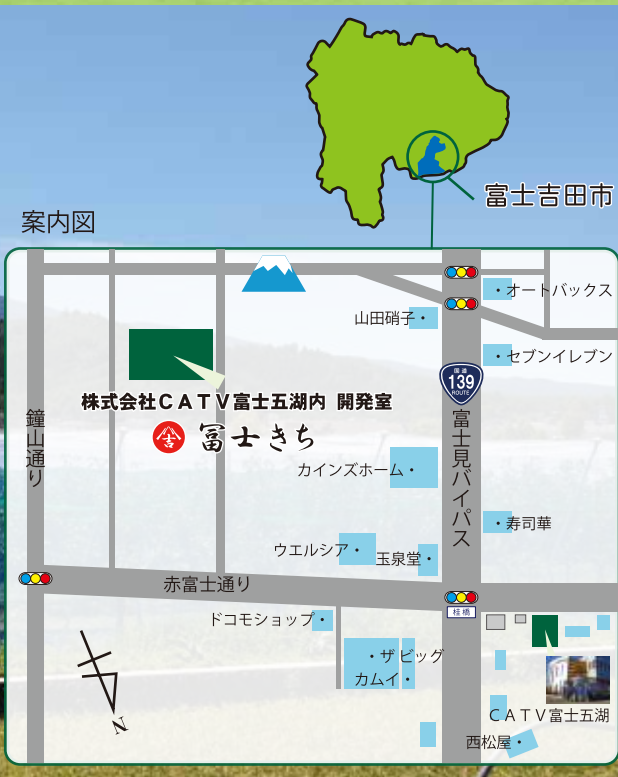 富士吉田市
案内図
・オートバックス
山田硝子・
・セブンイレブン
国道
139
ROUTE
株式会社CATV富士五湖内 開発室
吉
冨士きち
鐘山通り
富士見バイパス
カインズホーム・
・寿司華
ウエルシア・
玉泉堂・
赤富士通り
桂橋
ドコモショップ・
・ザビッグ
カムイ・
N
CATV富士五湖
西松屋・